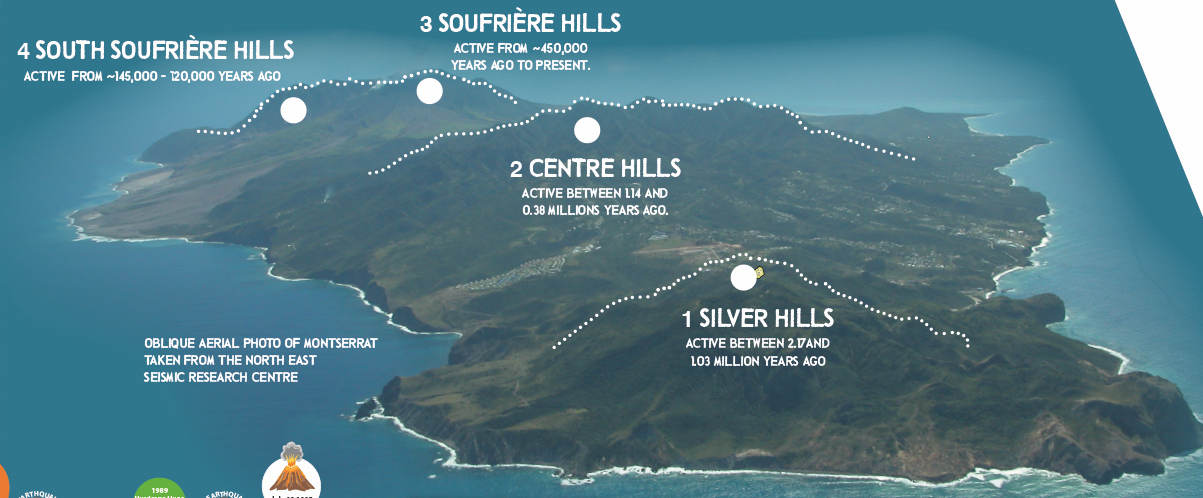 3 SOUFRIÈRE HILLS
ACTIVE FROM ~450,000
YEARS AGO TO PRESENT.
4 SOUTH SOUFRIÈRE HILLS
ACTIVE FROM ~145,000 - 120,000 YEARS AGO
2 CENTRE HILLS
ACTIVE BETWEEN 1.14 AND
0.38 MILLIONS YEARS AGO.
1 SILVER HILLS
ACTIVE BETWEEN 2.17 AND
1.03 MILLION YEARS AGO
OBLIQUE AERIAL PHOTO OF MONTSERRAT
TAKEN FROM THE NORTH EAST
SEISMIC RESEARCH CENTRE
1989